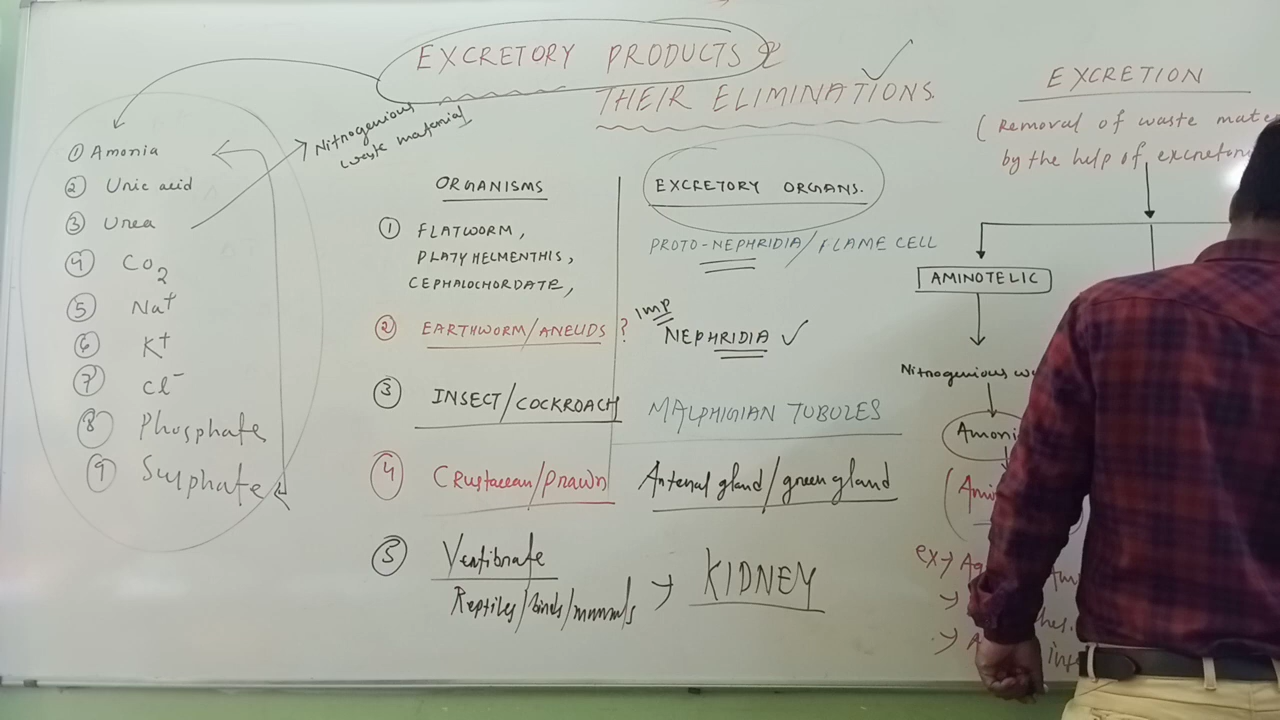 EXCRETORY PRODUCTS &
THEIR ELIMINATIONS.
① Amonia
② Uric acid
③ Urea
④ CO2
⑤ Na+
⑥ K+
⑦ Cl-
⑧ Phosphate
⑨ Sulphate
Nitrogenious
waste material
ORGANISMS
① FLATWORM,
PLATYHELMENTHIS,
CEPHALOCHORDATE,
② EARTHWORM/ANELIDS ?
③ INSECT/COCKROACH
④ Crustacean/Prawn
⑤ Vertibrate
Reptiles/Birds/mammals →
EXCRETORY ORGANS.
PROTO-NEPHRIDIA/FLAME CELL
IMP
NEPHRIDIA ✓
MALPHIGIAN TUBULES
Antenal gland/green gland
KIDNEY
EXCRETION
(Removal of waste
by the help of
AMINOTELIC
Nitrogenious
ex→